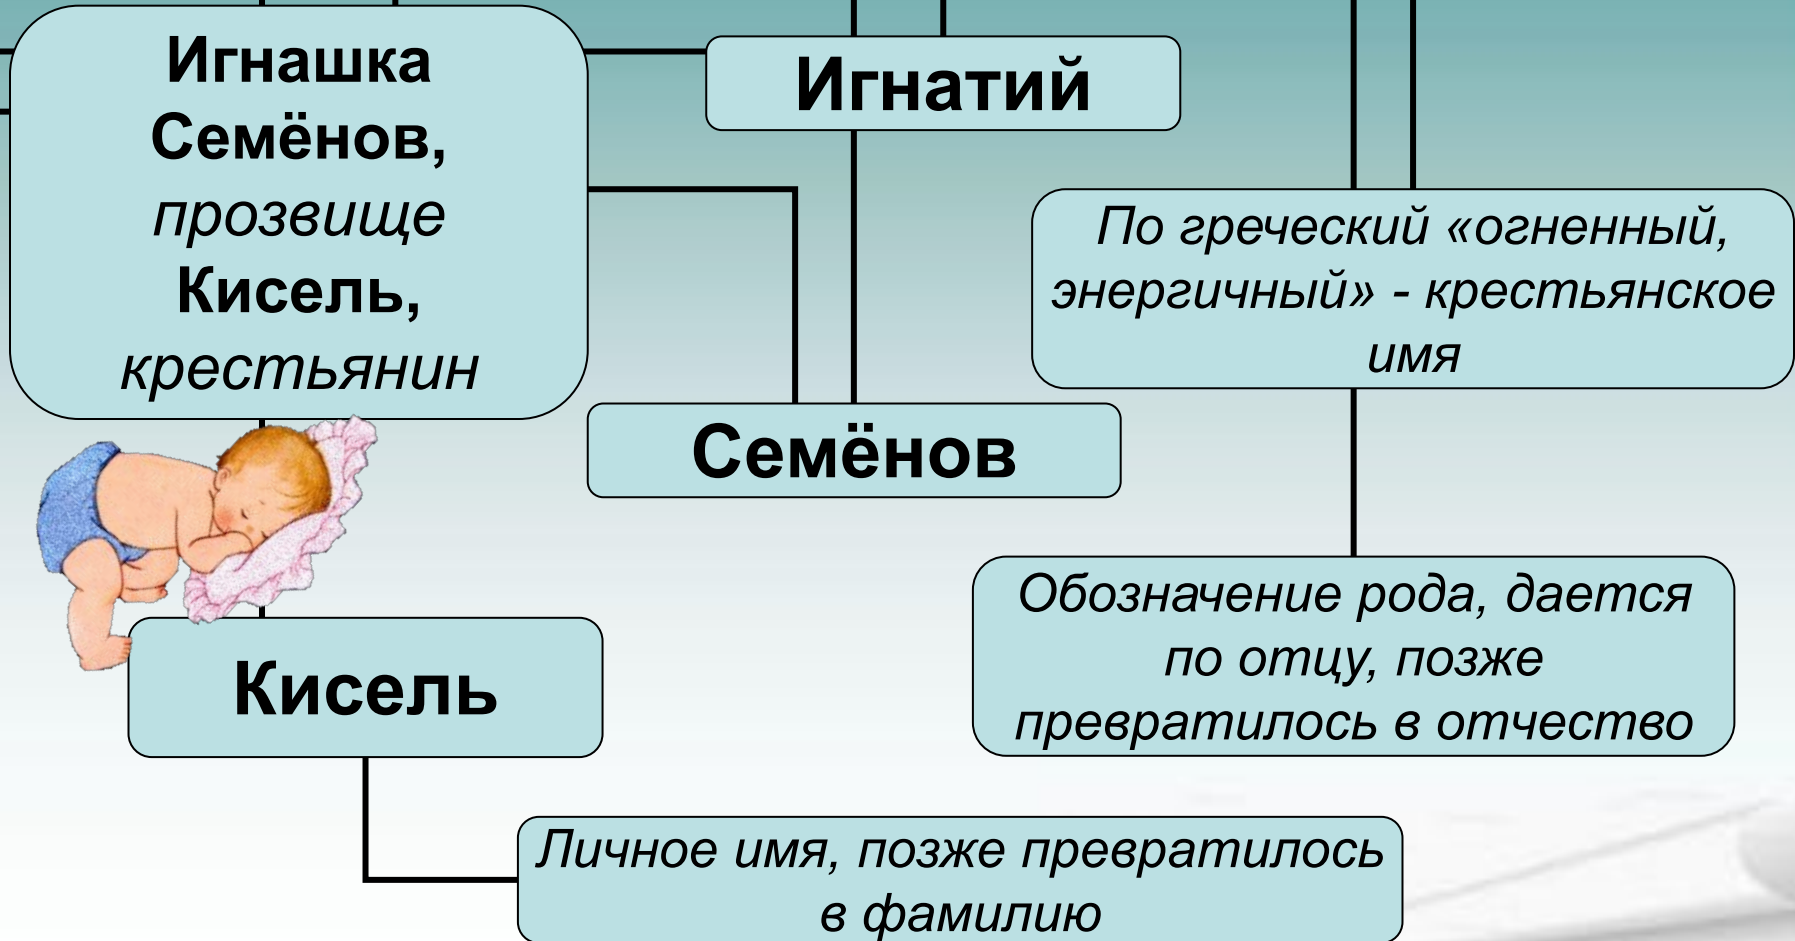 Игнашка
Семёнов,
прозвище
Кисель,
крестьянин
Игнатий
По греческий «огненный,
энергичный» - крестьянское
имя
Семёнов
Обозначение рода, дается
по отцу, позже
превратилось в отчество
Кисель
Личное имя, позже превратилось
в фамилию